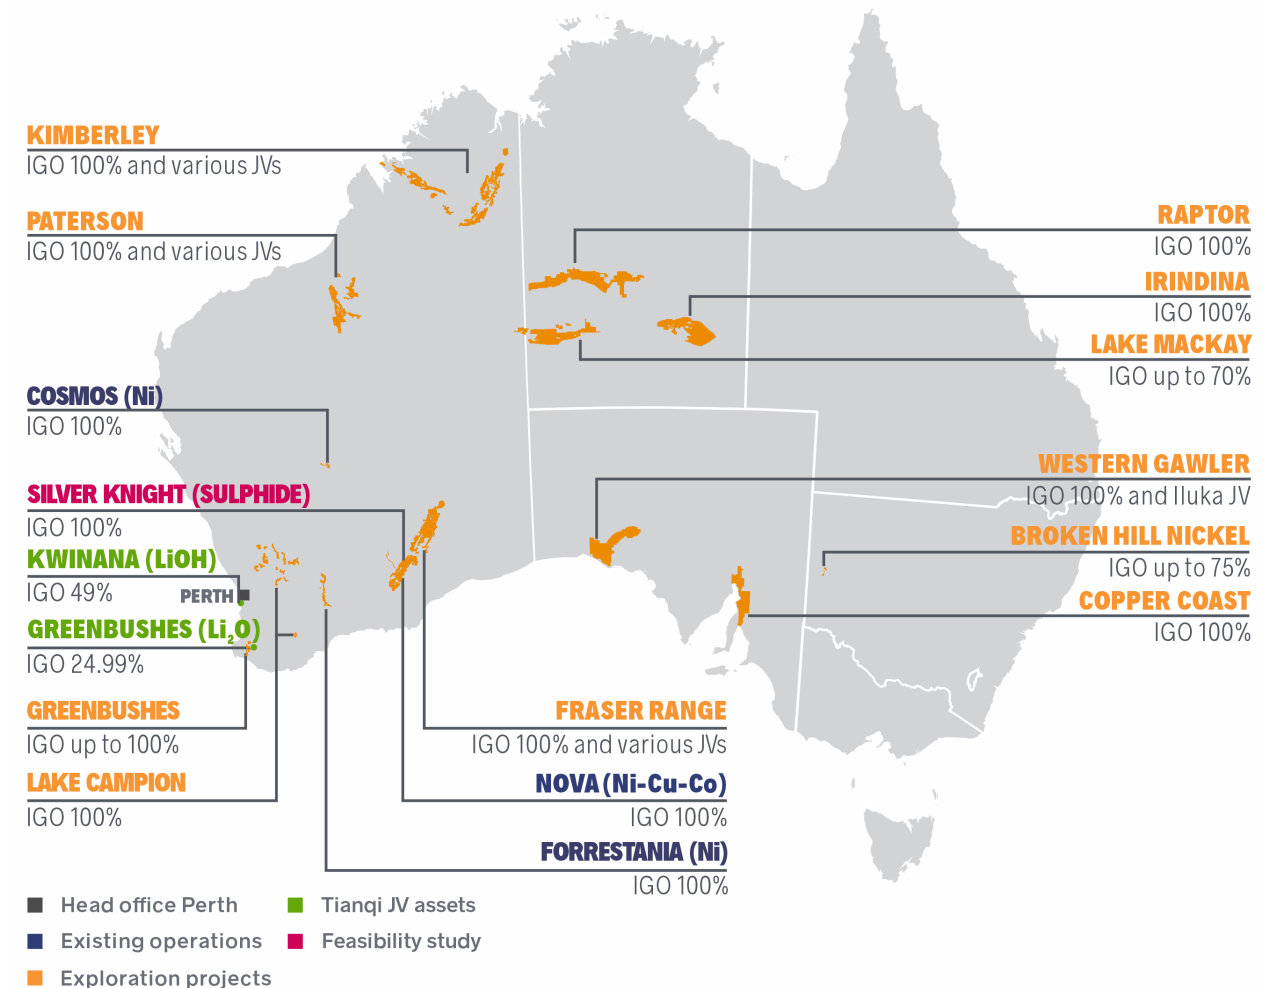 KIMBERLEY
IGO 100% and various JVs
PATERSON
IGO 100% and various JVs
COSMOS (Ni)
IGO 100%
SILVER KNIGHT (SULPHIDE)
IGO 100%
KWINANA (LiOH)
IGO 49%
PERTH
GREENBUSHES (Li₂O)
IGO 24.99%
GREENBUSHES
IGO up to 100%
LAKE CAMPION
IGO 100%
RAPTOR
IGO 100%
IRINDINA
IGO 100%
LAKE MACKAY
IGO up to 70%
WESTERN GAWLER
IGO 100% and Iluka JV
BROKEN HILL NICKEL
IGO up to 75%
COPPER COAST
IGO 100%
FRASER RANGE
IGO 100% and various JVs
NOVA (Ni-Cu-Co)
IGO 100%
FORRESTANIA (Ni)
IGO 100%
Head office Perth
Existing operations
Exploration projects
Tianqi JV assets
Feasibility study